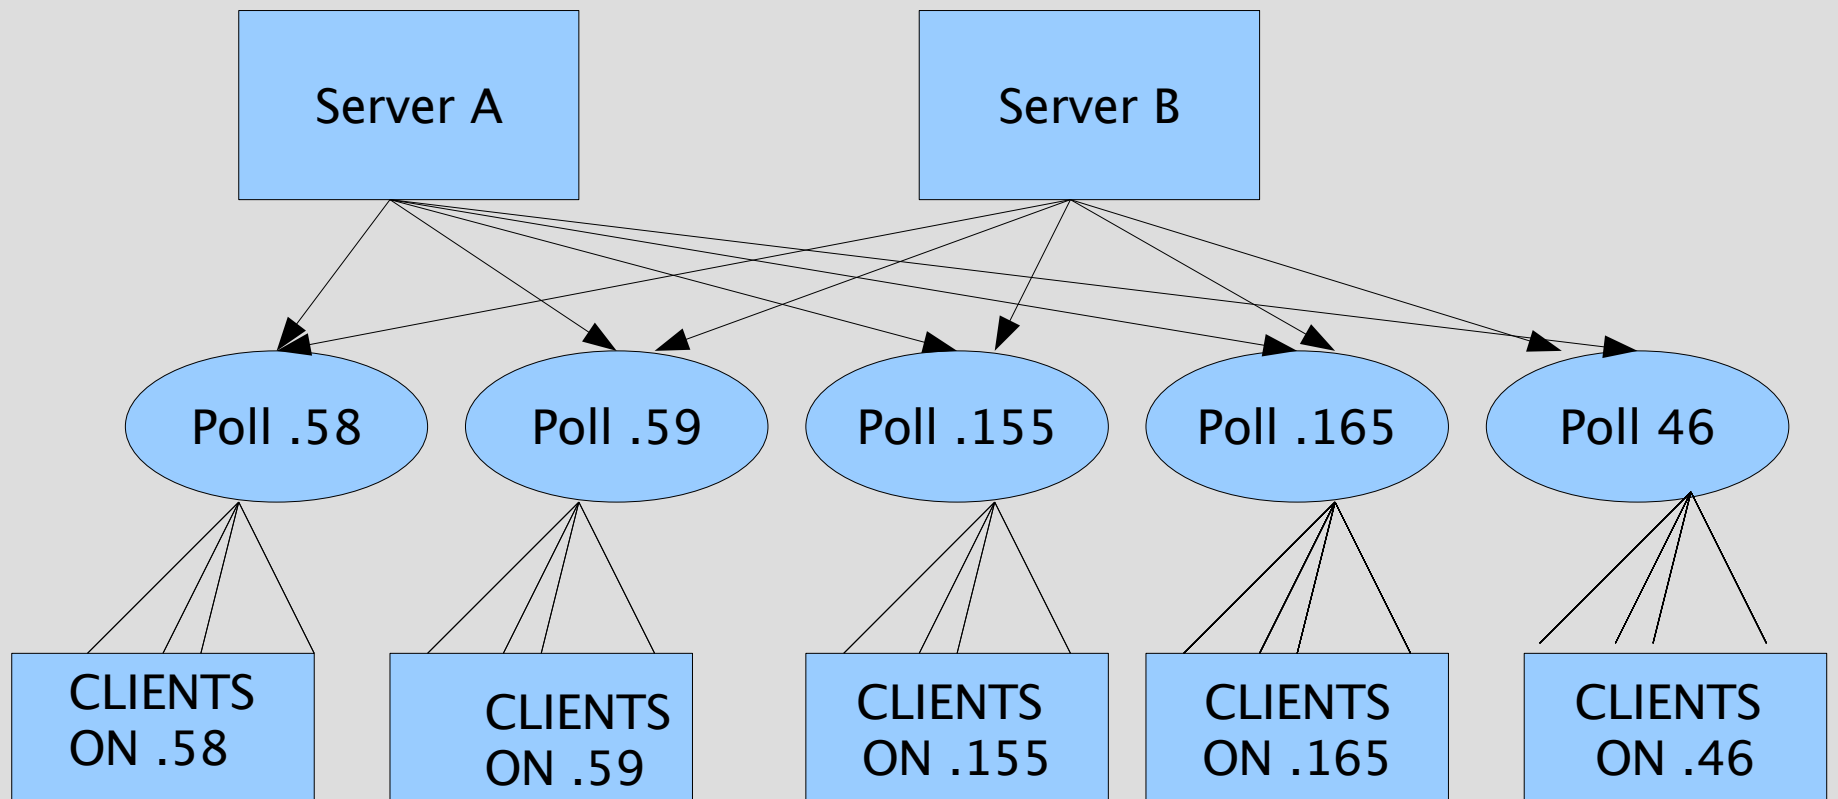 Server A
Server B
Poll .58
Poll .59
Poll .155
Poll .165
Poll 46
CLIENTS
ON .58
CLIENTS
ON .59
CLIENTS
ON .155
CLIENTS
ON .165
CLIENTS
ON .46